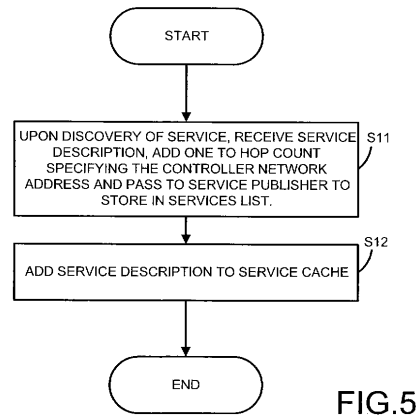 START
UPON DISCOVERY OF SERVICE, RECEIVE SERVICE
DESCRIPTION, ADD ONE TO HOP COUNT
SPECIFYING THE CONTROLLER NETWORK
ADDRESS AND PASS TO SERVICE PUBLISHER TO
STORE IN SERVICES LIST.
S11
ADD SERVICE DESCRIPTION TO SERVICE CACHE
S12
END
FIG.5